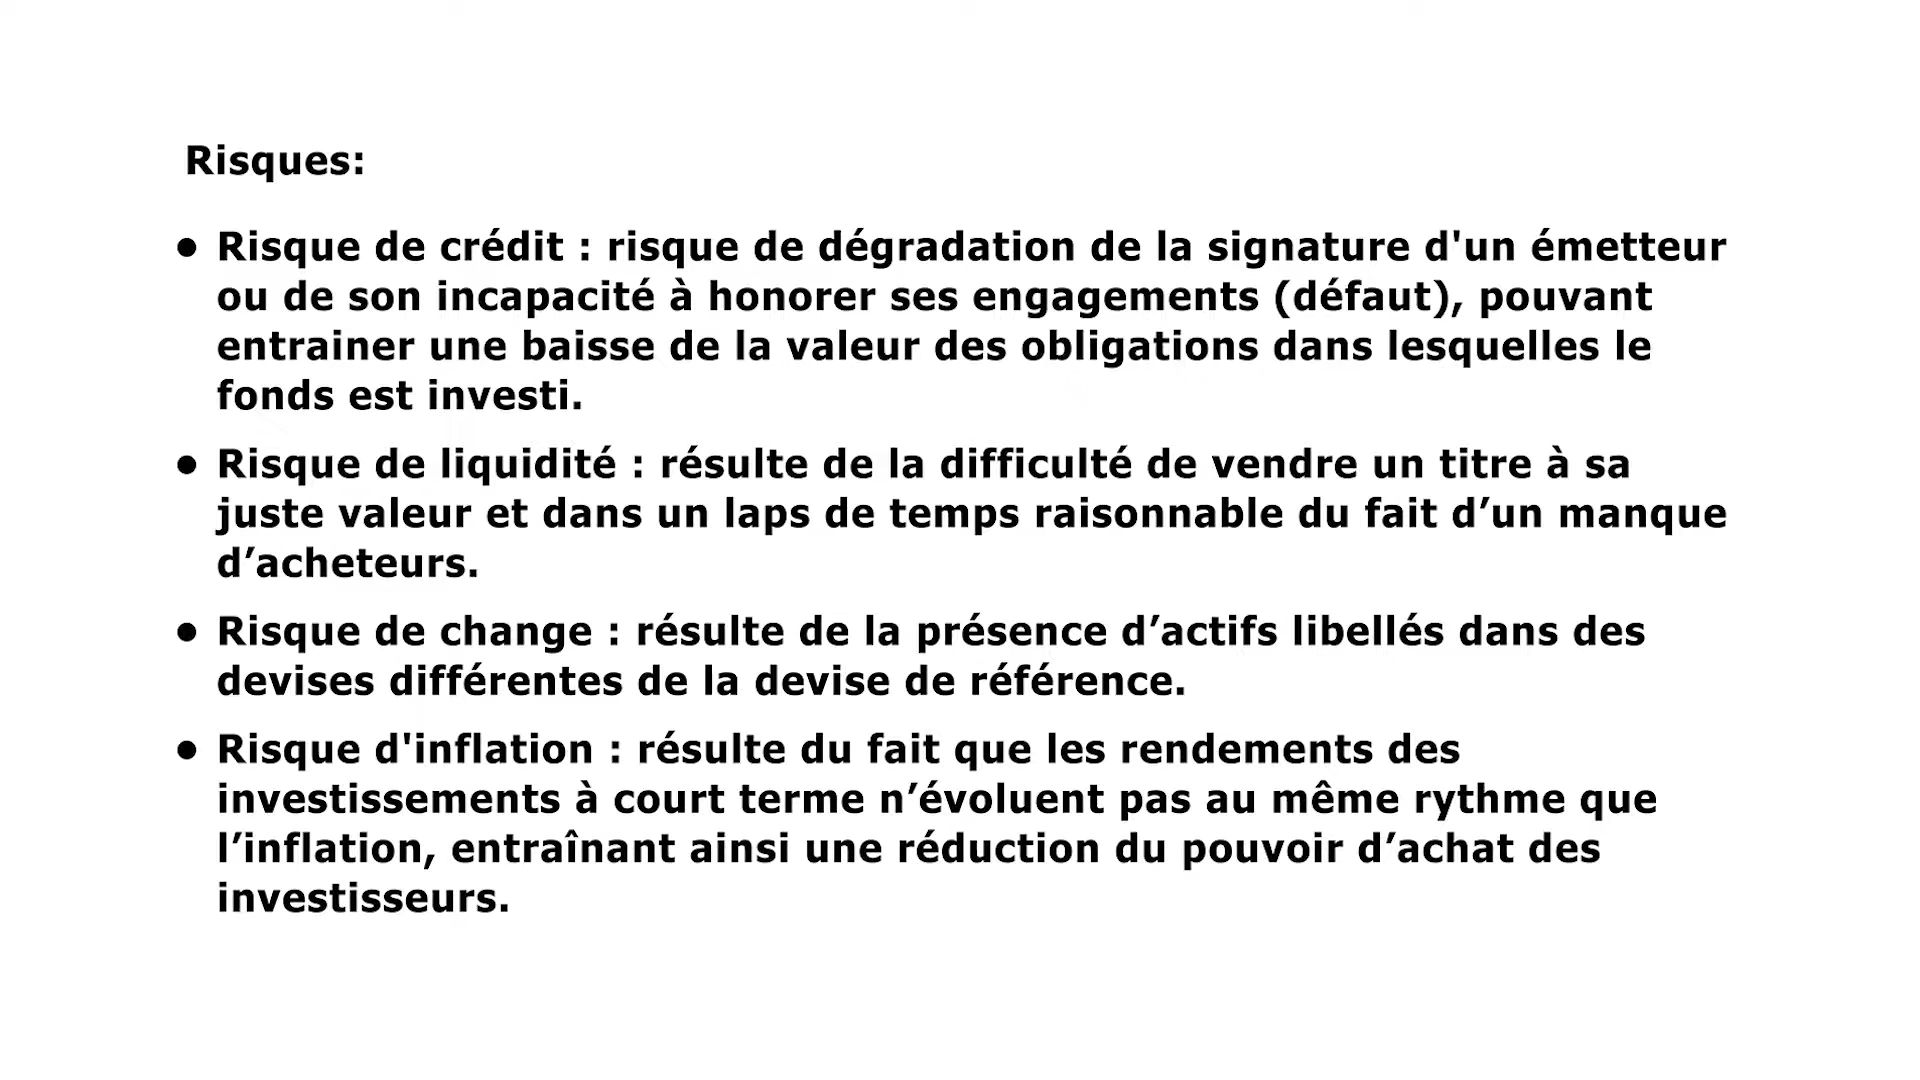 Risques:
• Risque de crédit : risque de dégradation de la signature d'un émetteur
ou de son incapacité à honorer ses engagements (défaut), pouvant
entrainer une baisse de la valeur des obligations dans lesquelles le
fonds est investi.
• Risque de liquidité : résulte de la difficulté de vendre un titre à sa
juste valeur et dans un laps de temps raisonnable du fait d’un manque
d’acheteurs.
• Risque de change : résulte de la présence d’actifs libellés dans des
devises différentes de la devise de référence.
• Risque d'inflation : résulte du fait que les rendements des
investissements à court terme n’évoluent pas au même rythme que
l’inflation, entraînant ainsi une réduction du pouvoir d’achat des
investisseurs.